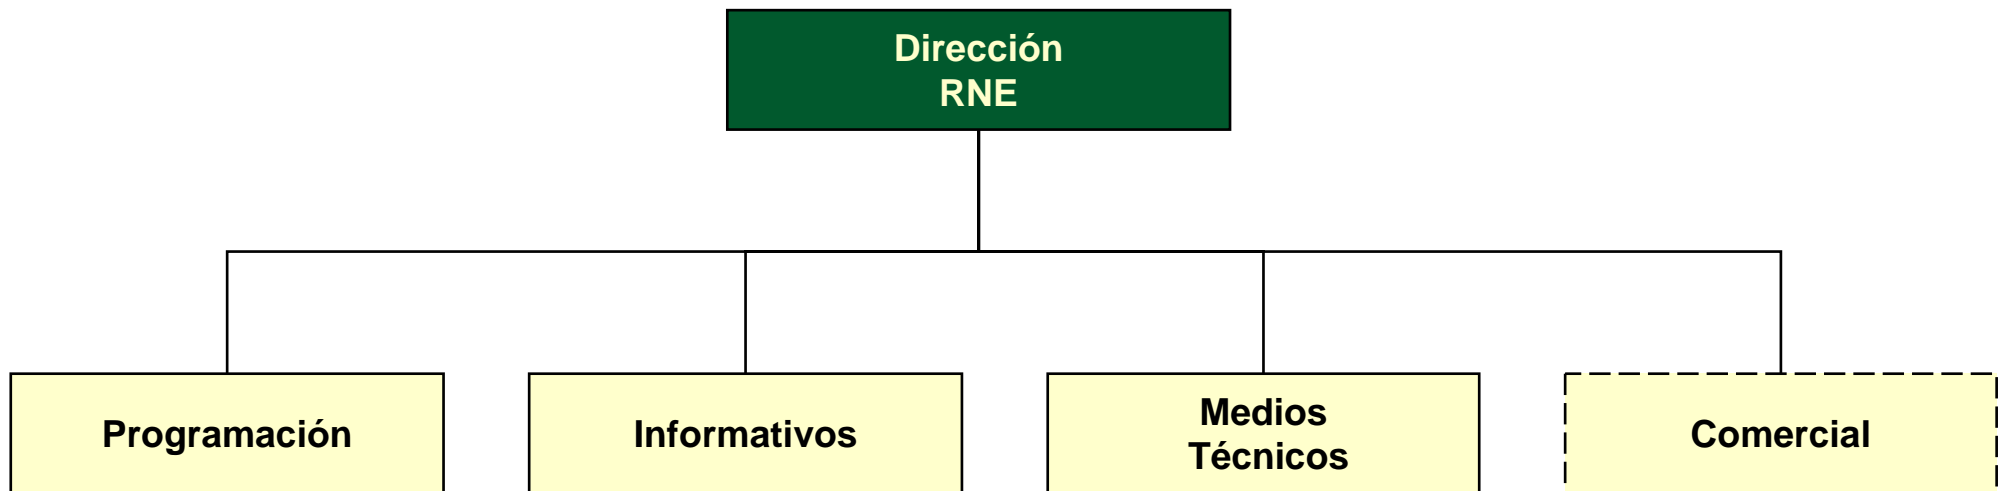 Dirección
RNE
Programación
Informativos
Medios
Técnicos
Comercial